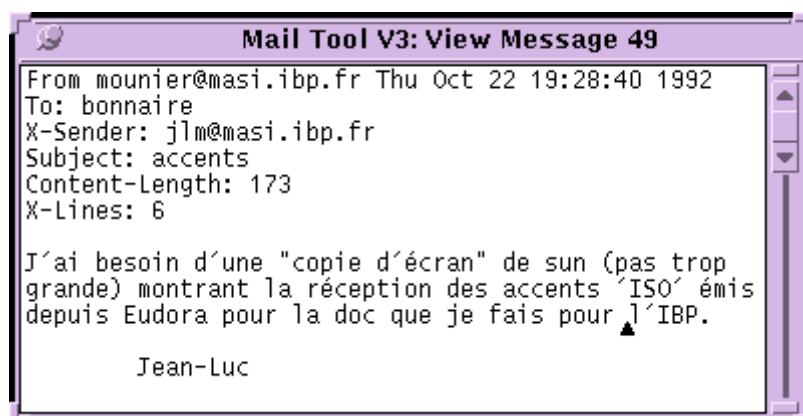 Mail Tool V3: View Message 49
From mounier@masi.ibp.fr Thu Oct 22 19:28:40 1992
To: bonnaire
X-Sender: jlm@masi.ibp.fr
Subject: accents
Content-Length: 173
X-Lines: 6
J´ai besoin d´une "copie d´écran" de sun (pas trop
grande) montrant la réception des accents ´ISO´ émis
depuis Eudora pour la doc que je fais pour l´IBP.
Jean-Luc